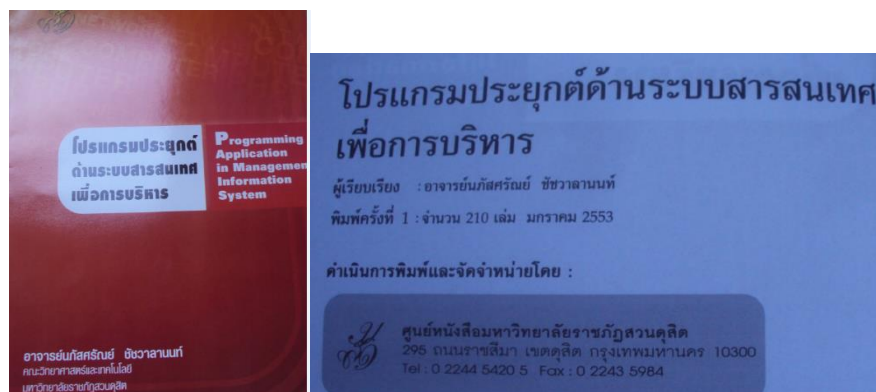 โปรแกรมประยุกต์
ด้านระบบสารสนเทศ
เพื่อการบริหาร
Programming
Application
in Managemen
Information
System
อาจารย์นภัสศรัณย์ ชัชวาลานนท์
คณะวิทยาศาสตร์และเทคโนโลยี
มหาวิทยาลัยราชภัฏสวนดุสิต
โปรแกรมประยุกต์ด้านระบบสารสนเทศ
เพื่อการบริหาร
ผู้เรียบเรียง : อาจารย์นภัสศรัณย์ ชัชวาลานนท์
พิมพ์ครั้งที่ 1 : จำนวน 210 เล่ม มกราคม 2553
ดำเนินการพิมพ์และจัดจำหน่ายโดย :
ศูนย์หนังสือมหาวิทยาลัยราชภัฏสวนดุสิต
295 ถนนราชสีมา เขตดุสิต กรุงเทพมหานคร 10300
Tel : 0 2244 5420 5 Fax : 0 2243 5984